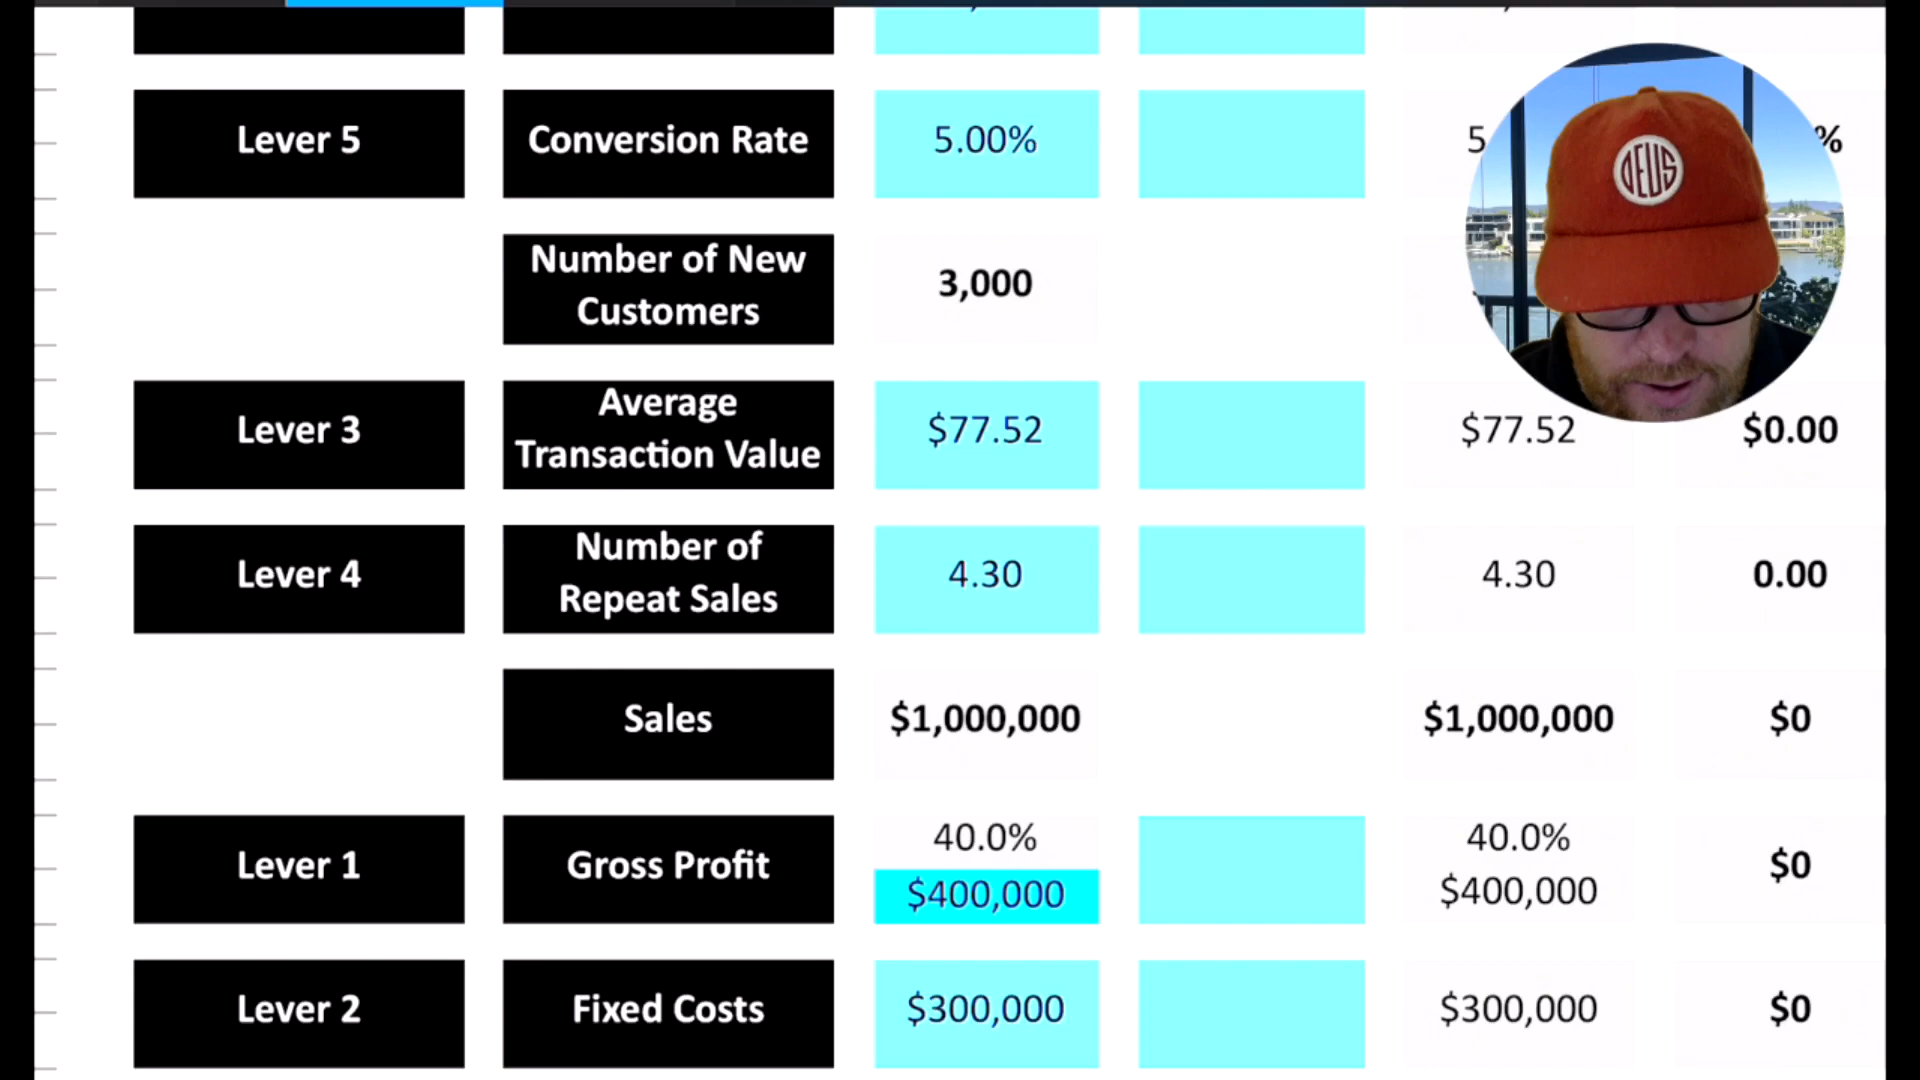 Lever 5
Conversion Rate
5.00%
5
%
DEUS
Number of New
Customers
3,000
Lever 3
Average
Transaction Value
$77.52
$77.52
$0.00
Lever 4
Number of
Repeat Sales
4.30
4.30
0.00
Sales
$1,000,000
$1,000,000
$0
Lever 1
Gross Profit
40.0%
$400,000
40.0%
$400,000
$0
Lever 2
Fixed Costs
$300,000
$300,000
$0